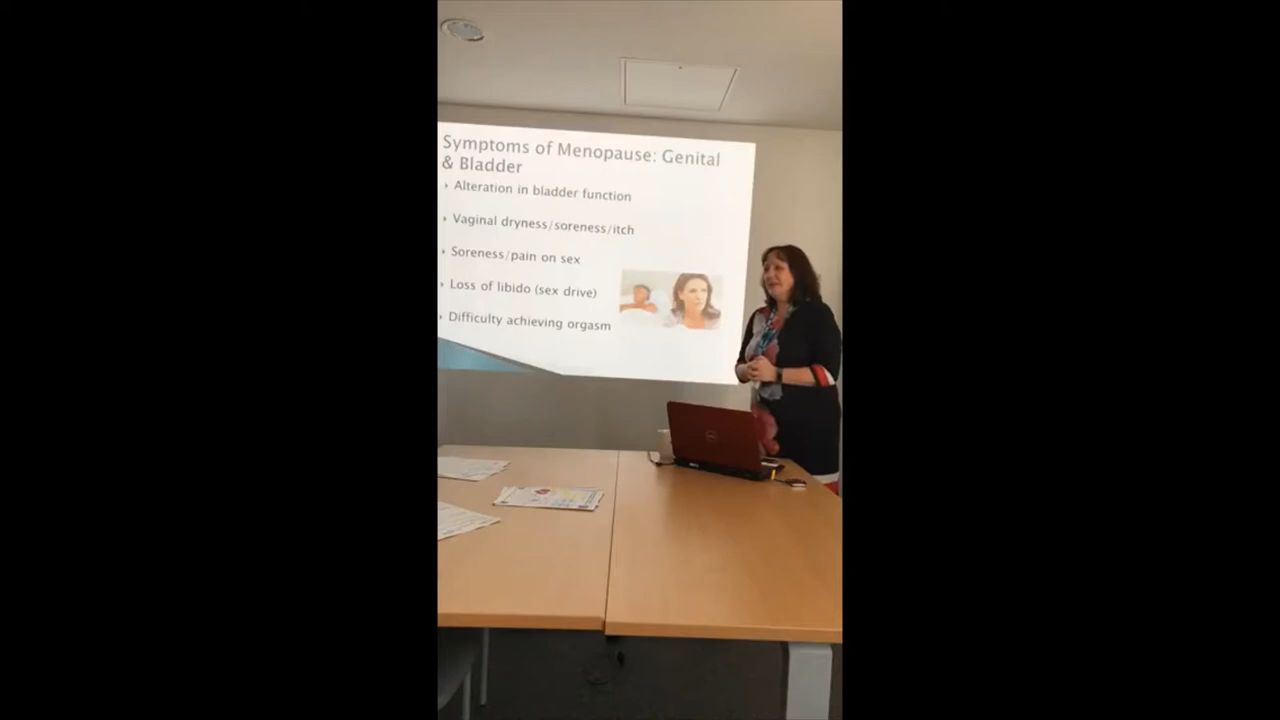 Symptoms of Menopause: Genital
& Bladder
Alteration in bladder function
Vaginal dryness/soreness/itch
Soreness/pain on sex
Loss of libido (sex drive)
Difficulty achieving orgasm